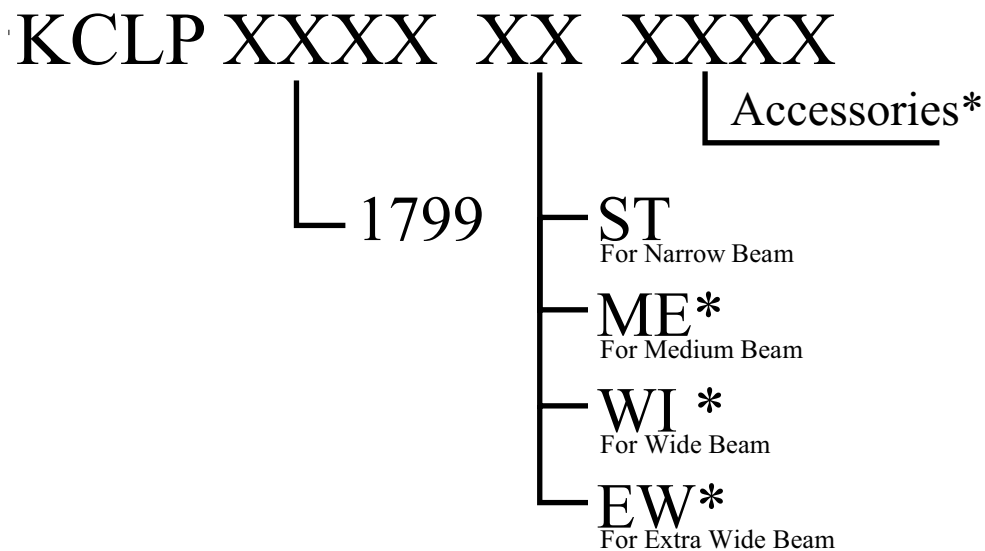 KCLP XXXX XX XXXX
Accessories*
1799
ST
For Narrow Beam
ME*
For Medium Beam
WI *
For Wide Beam
EW*
For Extra Wide Beam